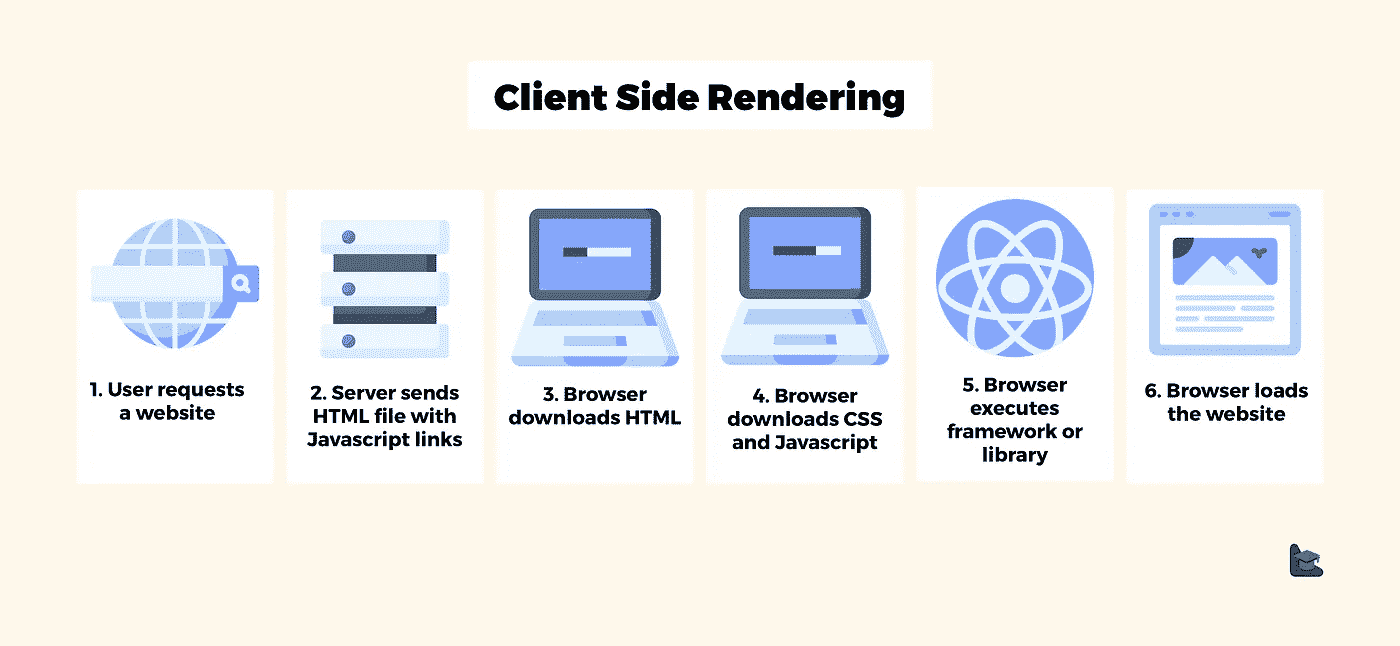 Client Side Rendering
1. User requests
a website
2. Server sends
HTML file with
Javascript links
3. Browser
downloads HTML
4. Browser
downloads CSS
and Javascript
5. Browser
executes
framework or
library
6. Browser loads
the website